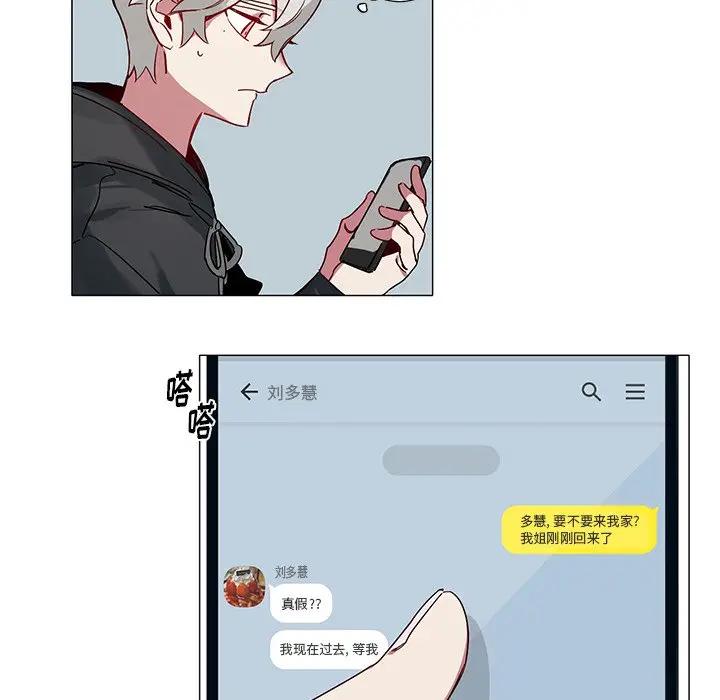 嗒
嗒
刘多慧
多慧, 要不要来我家?
我姐刚刚回来了
刘多慧
真假??
我现在过去, 等我